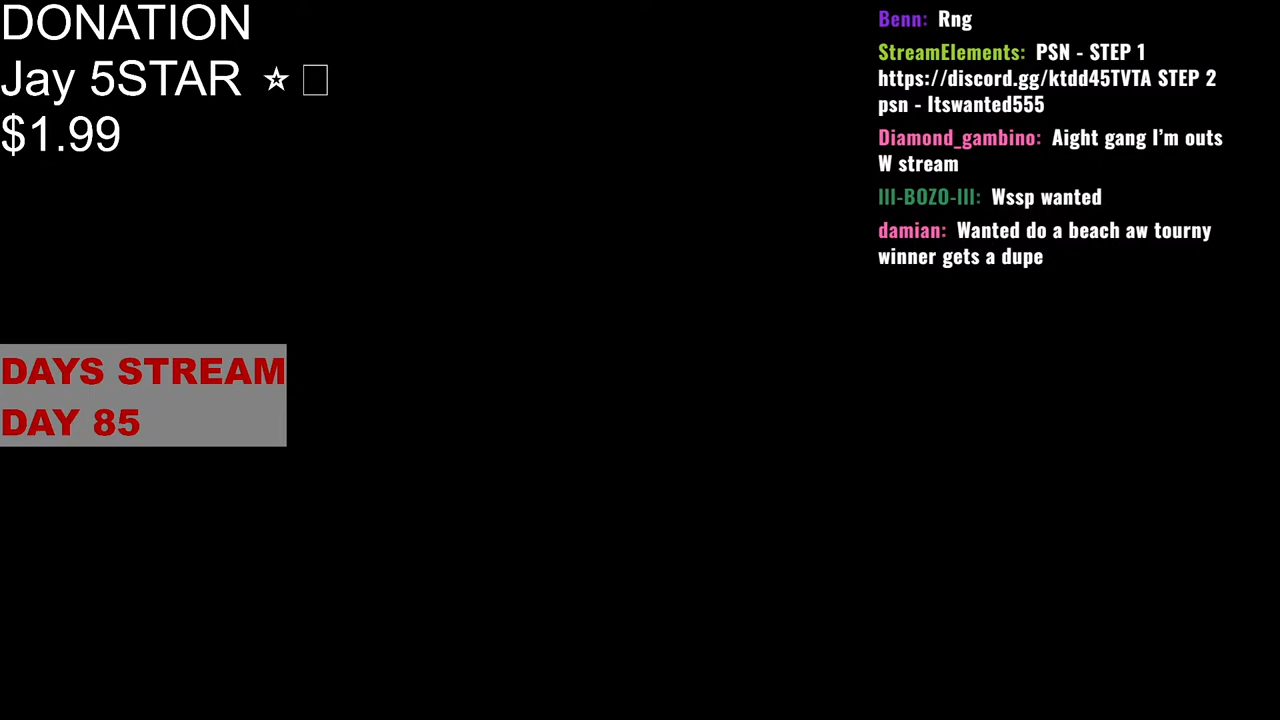 DONATION
Jay 5STAR ⭐ □
$1.99
DAYS STREAM
DAY 85
Benn: Rng
StreamElements: PSN - STEP 1
https://discord.gg/ktdd45TVTA STEP 2
psn - Itswanted555
Diamond_gambino: Aight gang I’m outs
W stream
III-BOZO-III: Wssp wanted
damian: Wanted do a beach aw tourny
winner gets a dupe